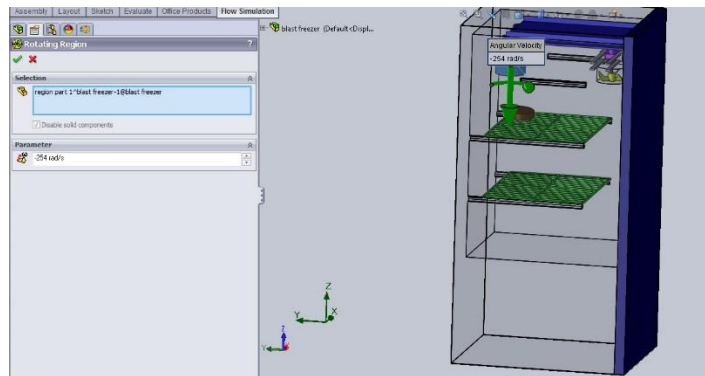 Assembly Layout Sketch Evaluate Office Products Flow Simulation
blast freezer (Default<Displ...
Rotating Region ?
Selection
region part 1^blast freezer-1@blast freezer
Disable solid components
Parameter
-254 rad/s
Angular Velocity
-254 rad/s
Z
Y X
Z
Y